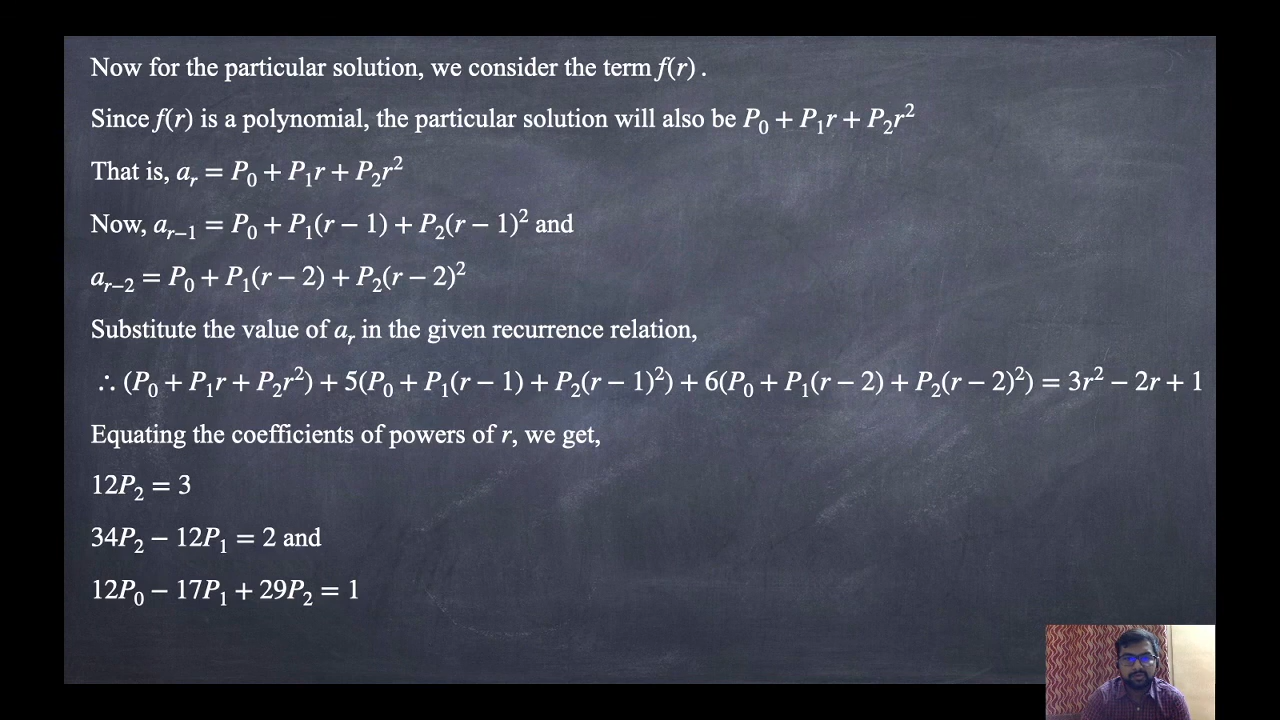 Now for the particular solution, we consider the term f(r) .
Since f(r) is a polynomial, the particular solution will also be P₀ + P₁r + P₂r²
That is, aᵣ = P₀ + P₁r + P₂r²
Now, aᵣ₋₁ = P₀ + P₁(r − 1) + P₂(r − 1)² and
aᵣ₋₂ = P₀ + P₁(r − 2) + P₂(r − 2)²
Substitute the value of aᵣ in the given recurrence relation,
∴ (P₀ + P₁r + P₂r²) + 5(P₀ + P₁(r − 1) + P₂(r − 1)²) + 6(P₀ + P₁(r − 2) + P₂(r − 2)²) = 3r² − 2r + 1
Equating the coefficients of powers of r, we get,
12P₂ = 3
34P₂ − 12P₁ = 2 and
12P₀ − 17P₁ + 29P₂ = 1